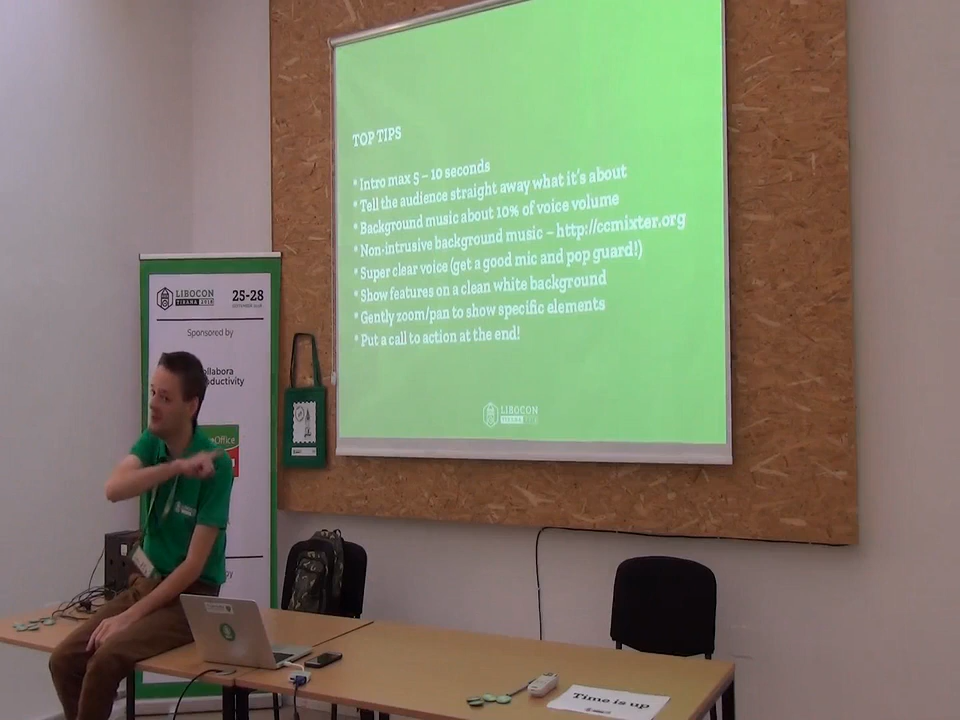 TOP TIPS
* Intro max 5 – 10 seconds
* Tell the audience straight away what it's about
* Background music about 10% of voice volume
* Non-intrusive background music – http://ccmixter.org
* Super clear voice (get a good mic and pop guard!)
* Show features on a clean white background
* Gently zoom/pan to show specific elements
* Put a call to action at the end!
LIBOCON
TIRANA
LIBOCON
TIRANA 2018
25-28
Sponsored by
Time is up